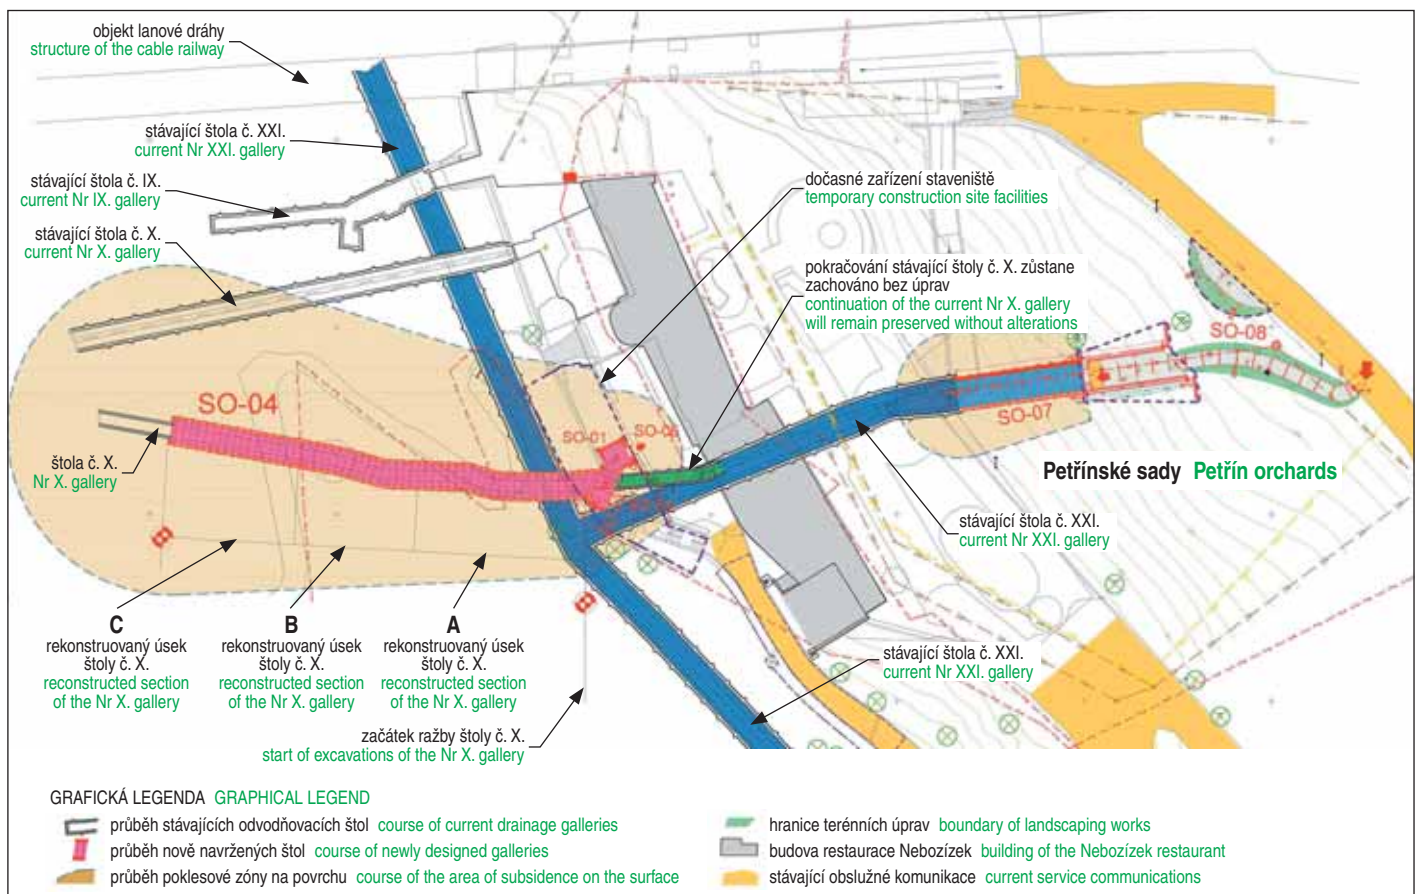 objekt lanové dráhy
structure of the cable railway
stávající štola č. XXI.
current Nr XXI. gallery
stávající štola č. IX.
current Nr IX. gallery
stávající štola č. X.
current Nr X. gallery
dočasné zařízení staveniště
temporary construction site facilities
pokračování stávající štoly č. X. zůstane
zachováno bez úprav
continuation of the current Nr X. gallery
will remain preserved without alterations
SO-08
SO-04
SO-01
SO-07
štola č. X.
Nr X. gallery
Petřínské sady Petřín orchards
stávající štola č. XXI.
current Nr XXI. gallery
C
rekonstruovaný úsek
štoly č. X.
reconstructed section
of the Nr X. gallery
B
rekonstruovaný úsek
štoly č. X.
reconstructed section
of the Nr X. gallery
A
rekonstruovaný úsek
štoly č. X.
reconstructed section
of the Nr X. gallery
stávající štola č. XXI.
current Nr XXI. gallery
začátek ražby štoly č. X.
start of excavations of the Nr X. gallery
GRAFICKÁ LEGENDA GRAPHICAL LEGEND
průběh stávajících odvodňovacích štol course of current drainage galleries
průběh nově navržených štol course of newly designed galleries
průběh poklesové zóny na povrchu course of the area of subsidence on the surface
hranice terénních úprav boundary of landscaping works
budova restaurace Nebozízek building of the Nebozízek restaurant
stávající obslužné komunikace current service communications